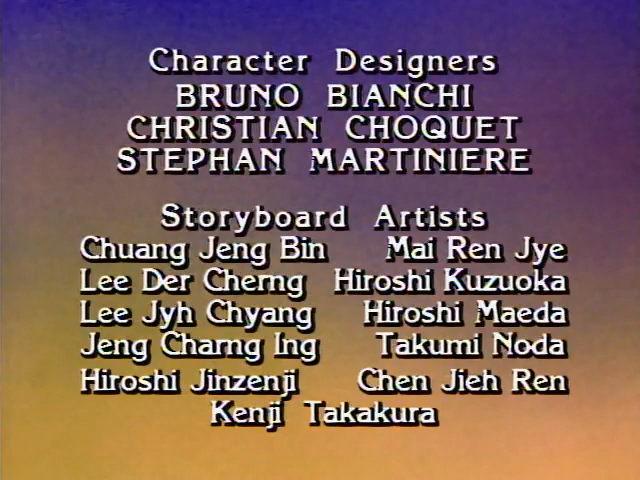 Character Designers
BRUNO BIANCHI
CHRISTIAN CHOQUET
STEPHAN MARTINIERE
Storyboard Artists
Chuang Jeng Bin Mai Ren Jye
Lee Der Cherng Hiroshi Kuzuoka
Lee Jyh Chyang Hiroshi Maeda
Jeng Charng Ing Takumi Noda
Hiroshi Jinzenji Chen Jieh Ren
Kenji Takakura